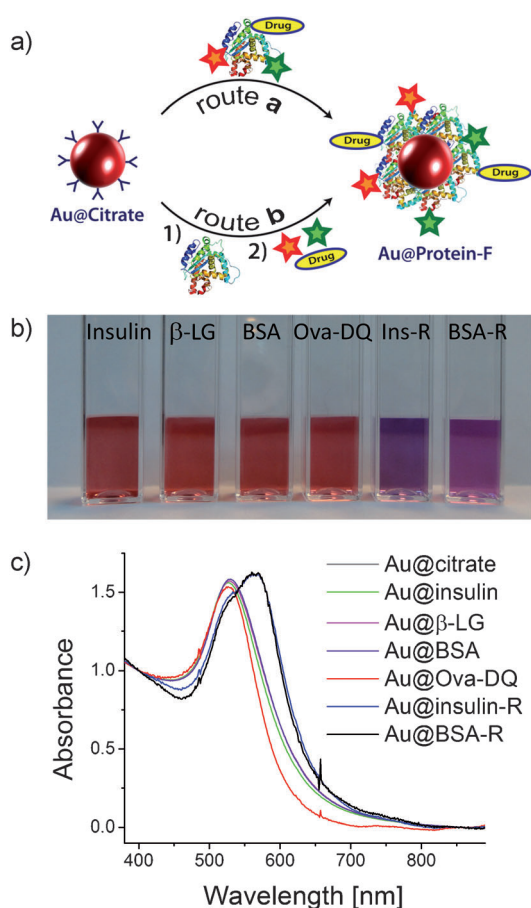 a)
Drug
route a
Au@Citrate
Drug
Drug
route b
1)
2)
Drug
Au@Protein-F
b)
Insulin β-LG BSA Ova-DQ Ins-R BSA-R
c)
Au@citrate
Au@insulin
Au@β-LG
Au@BSA
Au@Ova-DQ
Au@insulin-R
Au@BSA-R
Absorbance
1.5
1.0
0.5
0.0
400 500 600 700 800
Wavelength [nm]